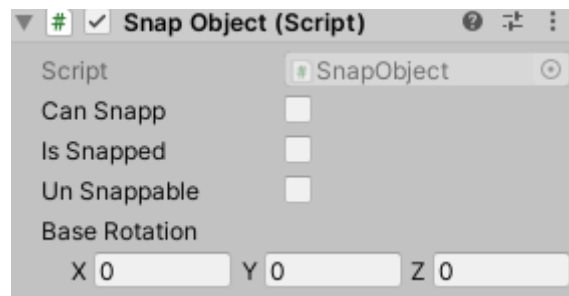 Snap Object (Script)
Script # SnapObject
Can Snapp
Is Snapped
Un Snappable
Base Rotation
X 0 Y 0 Z 0